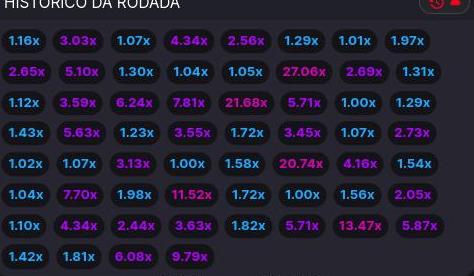 HISTÓRICO DA RODADA
1.16x 3.03x 1.07x 4.34x 2.56x 1.29x 1.01x 1.97x
2.65x 5.10x 1.30x 1.04x 1.05x 27.06x 2.69x 1.31x
1.12x 3.59x 6.24x 7.81x 21.68x 5.71x 1.00x 1.29x
1.43x 5.63x 1.23x 3.55x 1.72x 3.45x 1.07x 2.73x
1.02x 1.07x 3.13x 1.00x 1.58x 20.74x 4.16x 1.54x
1.04x 7.70x 1.98x 11.52x 1.72x 1.00x 1.56x 2.05x
1.10x 4.34x 2.44x 3.63x 1.82x 5.71x 13.47x 5.87x
1.42x 1.81x 6.08x 9.79x